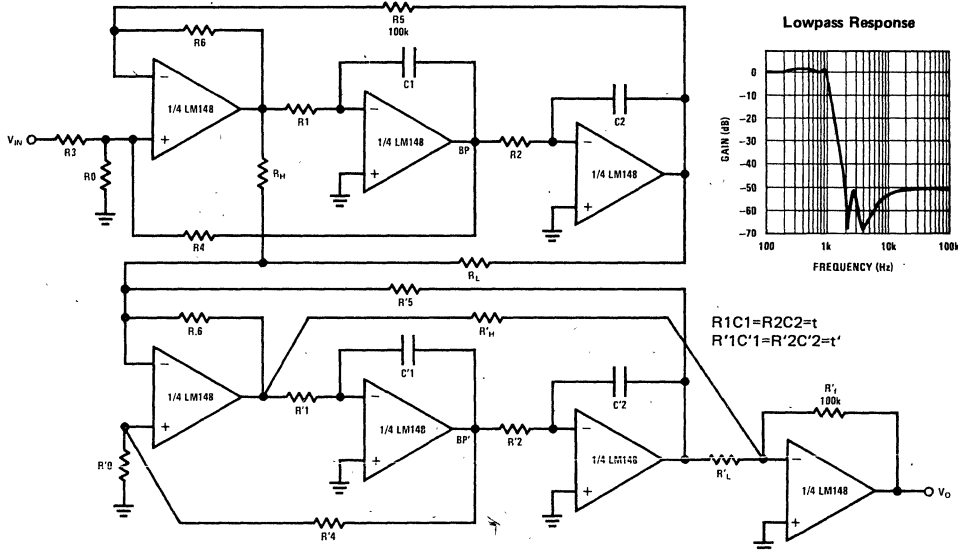 R5
100k
R6
C1
1/4 LM148
R1
C2
1/4 LM148
BP
R2
1/4 LM148
VIN
R3
R0
RH
R4
RL
Lowpass Response
GAIN (dB)
0
-10
-20
-30
-40
-50
-60
-70
100
1k
10k
100k
FREQUENCY (Hz)
R'5
R.6
R'H
R1C1=R2C2=t
R'1C'1=R'2C'2=t'
C'1
1/4 LM148
R'1
C'2
R'f
100k
1/4 LM148
BP'
R'2
1/4 LM148
R'L
R'0
1/4 LM148
VO
R'4